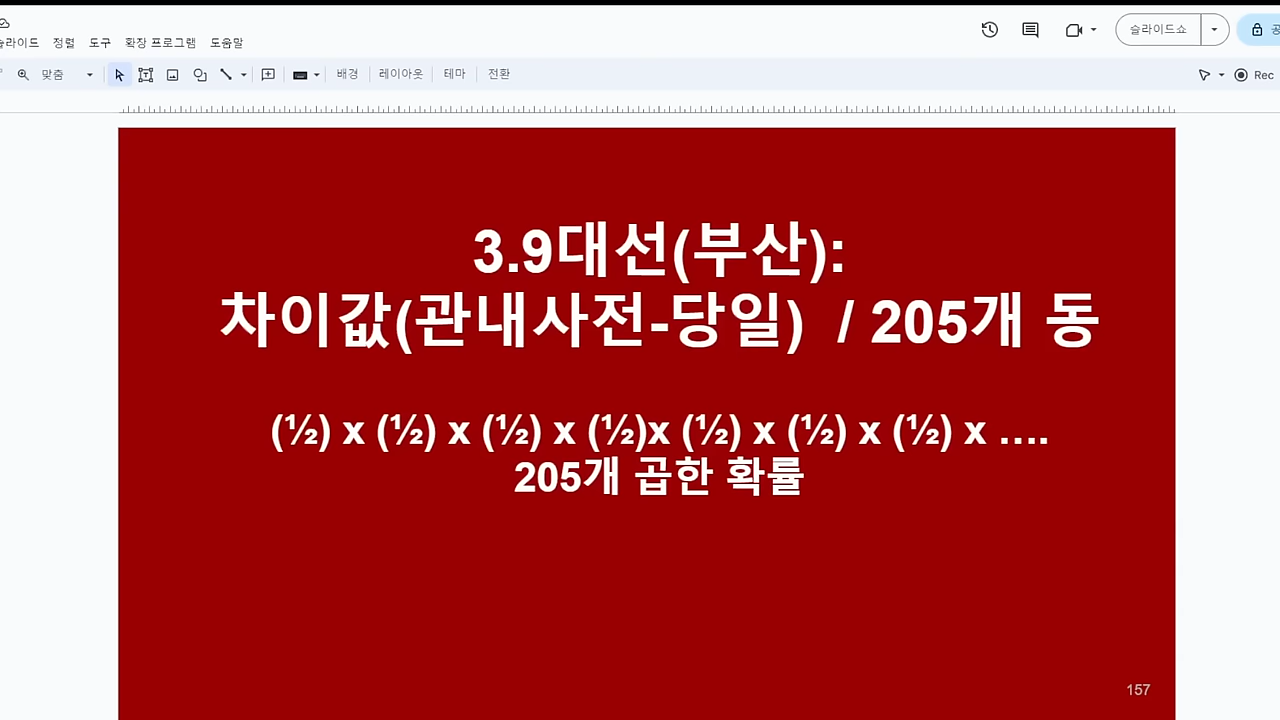 슬라이드 정렬 도구 확장 프로그램 도움말
슬라이드쇼
맞춤 배경 레이아웃 테마 전환 Rec
3.9대선(부산):
차이값(관내사전-당일) / 205개 동
(½) x (½) x (½) x (½)x (½) x (½) x (½) x ....
205개 곱한 확률
157